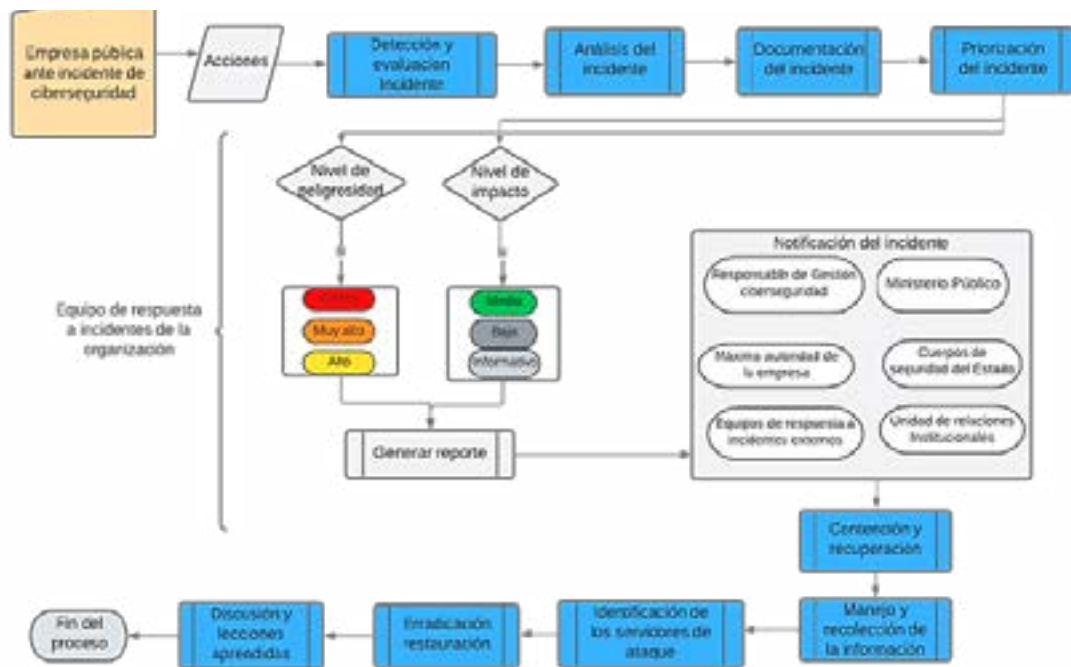 Empresa pública
ante incidente de
ciberseguridad
Acciones
Detección y
evaluacion
Incidente
Análisis del
incidente
Documentación
del incidente
Priorización
del incidente
Nivel de
peligrosidad
Nivel de
impacto
Equipo de respuesta
a incidentes de la
organización
Muy alto
Alto
Medio
Bajo
Informativo
Generar reporte
Notificación del incidente
Responsable de Gestión
ciberseguridad
Ministerio Público
Máxima autoridad de
la empresa
Cuerpos de
seguridad del Estado
Equipos de respuesta a
incidentes externos
Unidad de relaciones
Institucionales
Contención y
recuperación
Manejo y
recolección de
la información
Identificación de
los servidores de
ataque
Erradicación
restauración
Discusión y
lecciones
aprendidas
Fin del
proceso